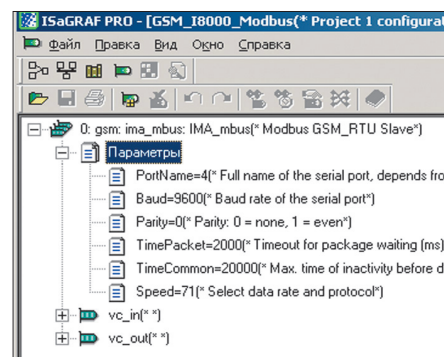 ISaGRAF PRO - [GSM_I8000_Modbus(* Project 1 configurat
Файл Правка Вид Окно Справка
0: gsm: ima_mbus: IMA_mbus(* Modbus GSM_RTU Slave*)
Параметры
PortName=4(* Full name of the serial port, depends fro
Baud=9600(* Baud rate of the serial port*)
Parity=0(* Parity: 0 = none, 1 = even*)
TimePacket=2000(* Timeout for package waiting (ms)
TimeCommon=20000(* Max. time of inactivity before d
Speed=71(* Select data rate and protocol*)
vc_in(* *)
vc_out(* *)